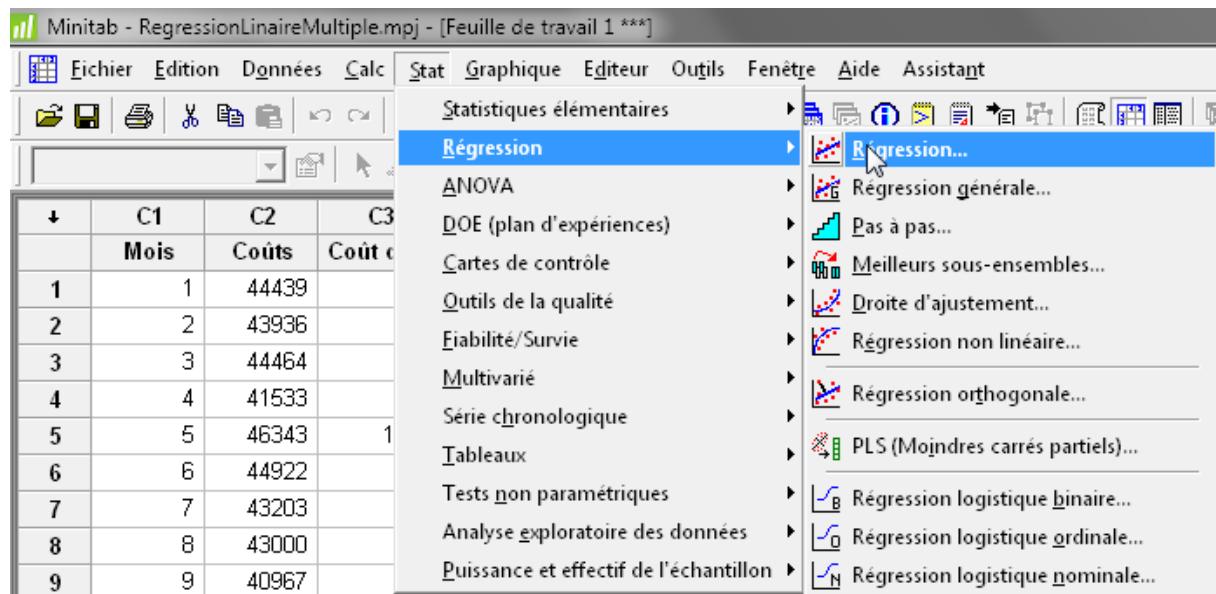 Minitab - RegressionLinaireMultiple.mpj - [Feuille de travail 1 ***]
Fichier Edition Données Calc Stat Graphique Editeur Outils Fenêtre Aide Assistant
Statistiques élémentaires
Régression
ANOVA
DOE (plan d'expériences)
Cartes de contrôle
Outils de la qualité
Fiabilité/Survie
Multivarié
Série chronologique
Tableaux
Tests non paramétriques
Analyse exploratoire des données
Puissance et effectif de l'échantillon
Régression...
Régression générale...
Pas à pas...
Meilleurs sous-ensembles...
Droite d'ajustement...
Régression non linéaire...
Régression orthogonale...
PLS (Moindres carrés partiels)...
Régression logistique binaire...
Régression logistique ordinale...
Régression logistique nominale...
C1 C2 C3
Mois Coûts Coût
1 1 44439
2 2 43936
3 3 44464
4 4 41533
5 5 46343 1
6 6 44922
7 7 43203
8 8 43000
9 9 40967